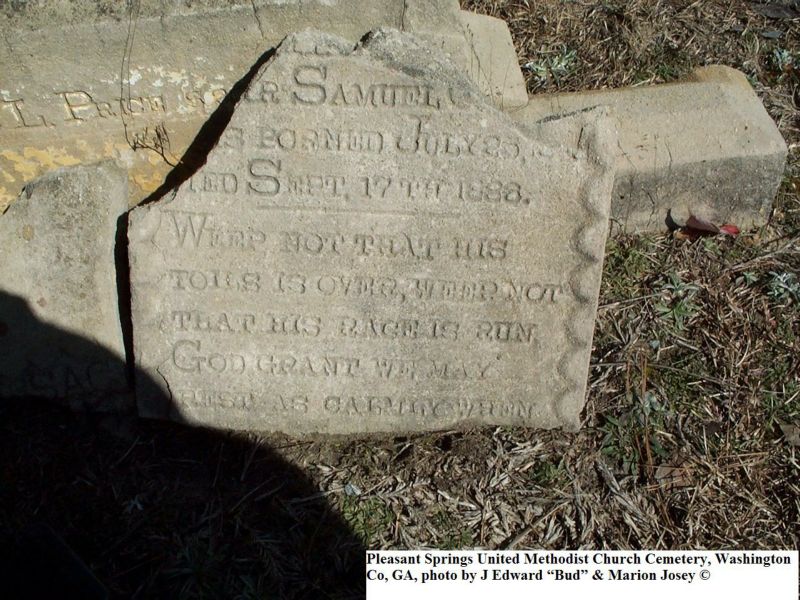 L. PRICE
SAMUEL
BORNED JULY 25,
DIED SEPT. 17TH 1888.
WEEP NOT THAT HIS
TOILS IS OVER, WEEP NOT
THAT HIS RACE IS RUN.
GOD GRANT WE MAY
REST AS CALMLY WHEN
Pleasant Springs United Methodist Church Cemetery, Washington
Co, GA, photo by J Edward “Bud” & Marion Josey ©